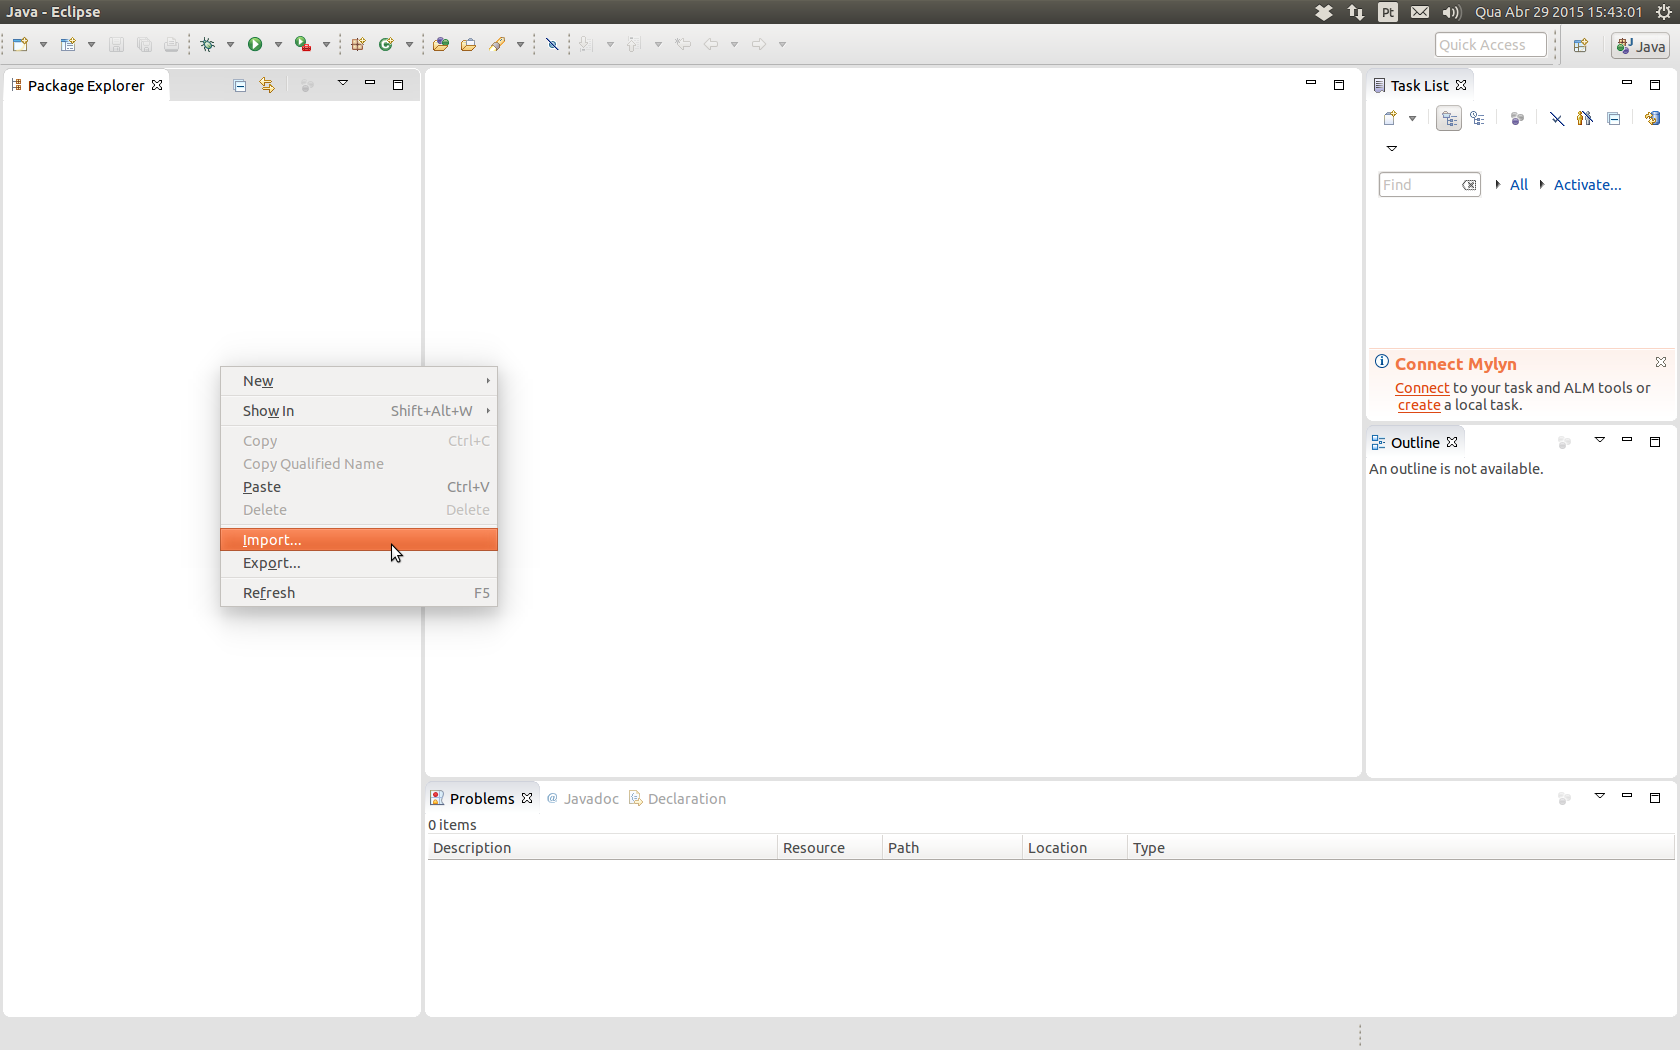 Java - Eclipse
Pt
Qua Abr 29 2015 15:43:01
Quick Access
Java
Package Explorer
Task List
Find
All
Activate...
New
Show In Shift+Alt+W
Copy Ctrl+C
Copy Qualified Name
Paste Ctrl+V
Delete Delete
Import...
Export...
Refresh F5
Connect Mylyn
Connect to your task and ALM tools or
create a local task.
Outline
An outline is not available.
Problems
@ Javadoc
Declaration
0 items
Description Resource Path Location Type